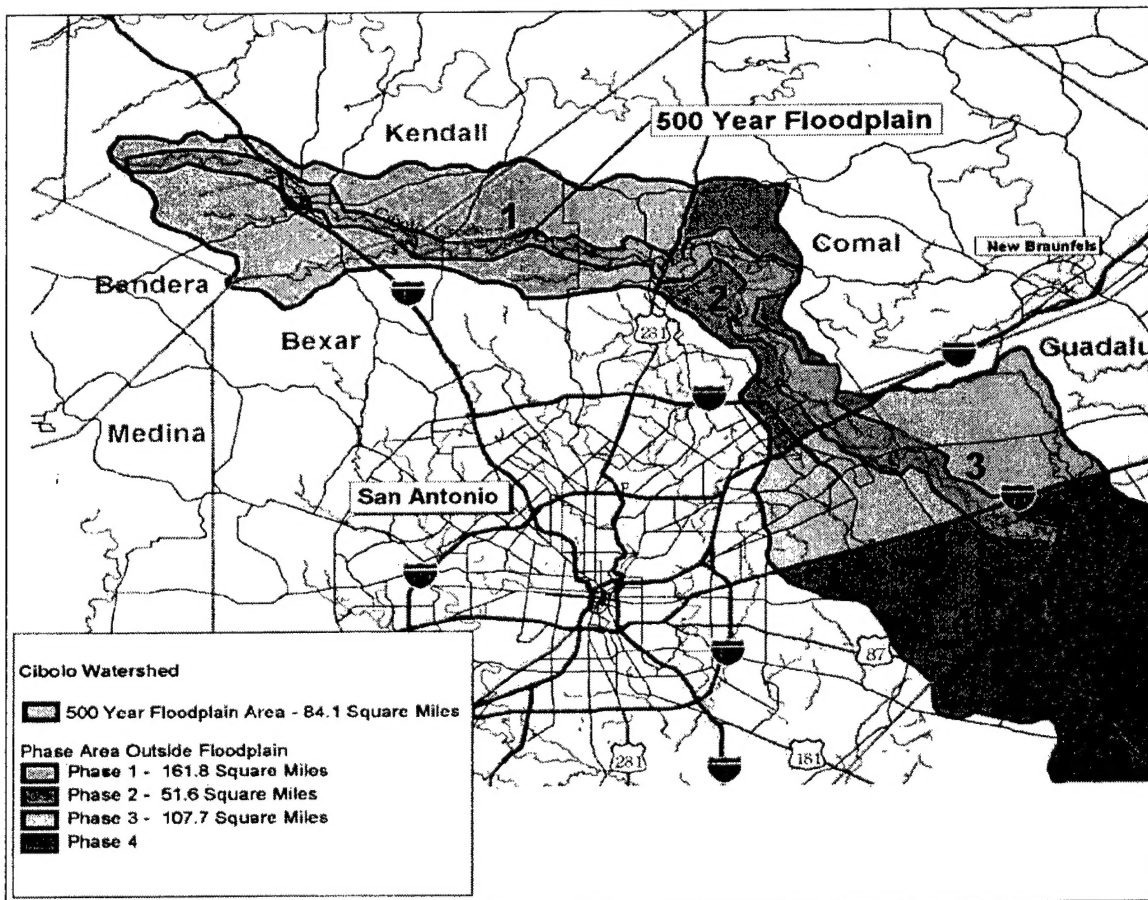 Kendall
500 Year Floodplain
1
Comal
New Braunfels
Bandera
2
Bexar
281
Guadalu
Medina
3
San Antonio
87
281
181
Cibolo Watershed
500 Year Floodplain Area - 84.1 Square Miles
Phase Area Outside Floodplain
Phase 1 - 161.8 Square Miles
Phase 2 - 51.6 Square Miles
Phase 3 - 107.7 Square Miles
Phase 4